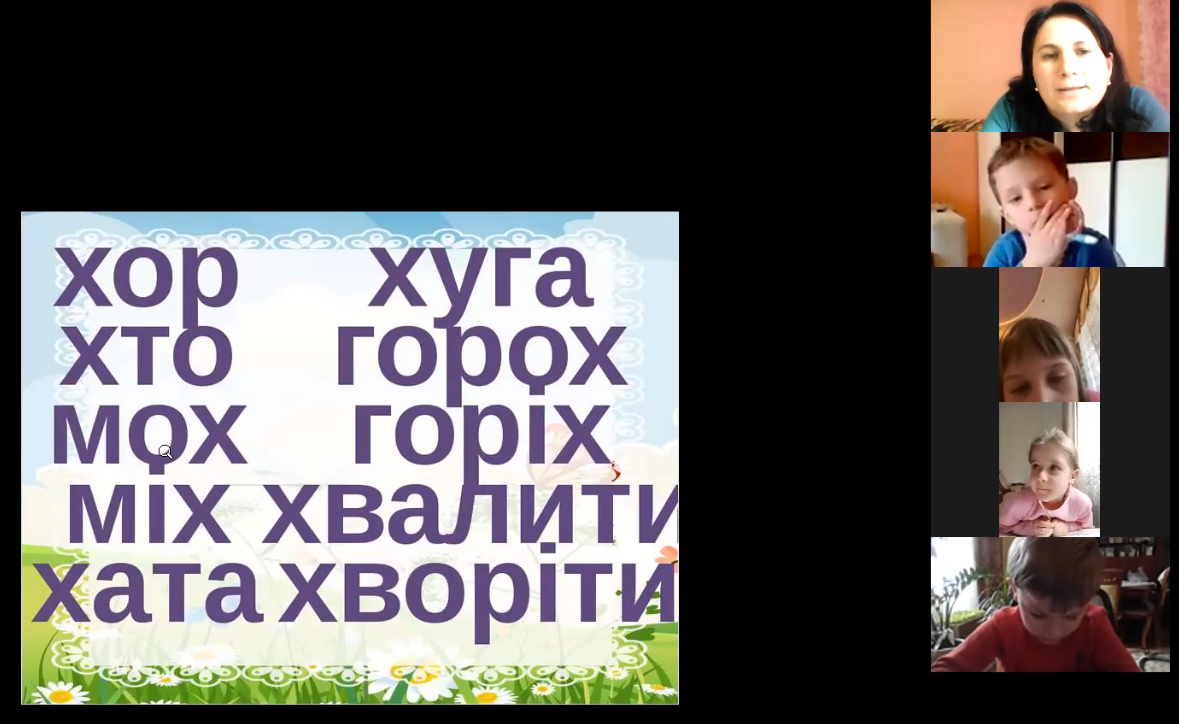 хор хуга
хто горох
мох горіх
міх хвалити
хата хворіти